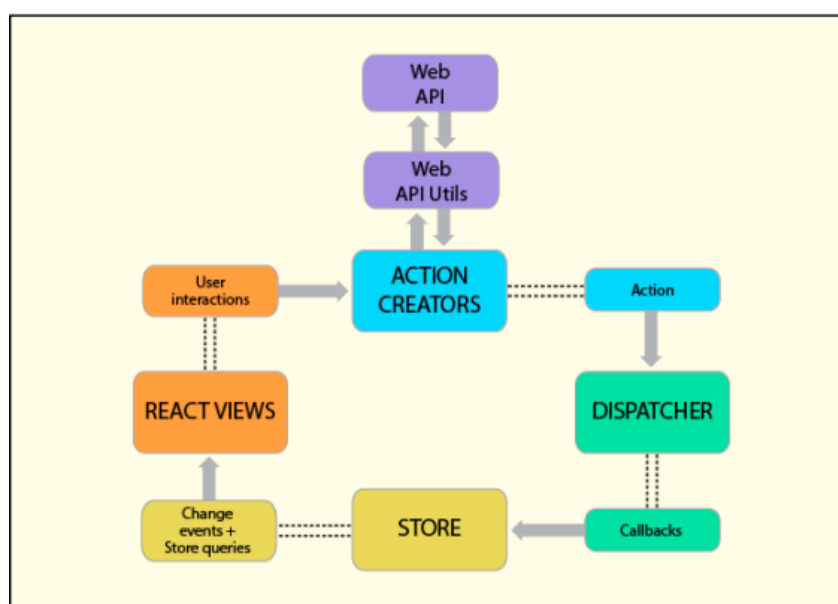 Web
API
Web
API Utils
User
interactions
ACTION
CREATORS
Action
REACT VIEWS
DISPATCHER
Change
events +
Store queries
STORE
Callbacks